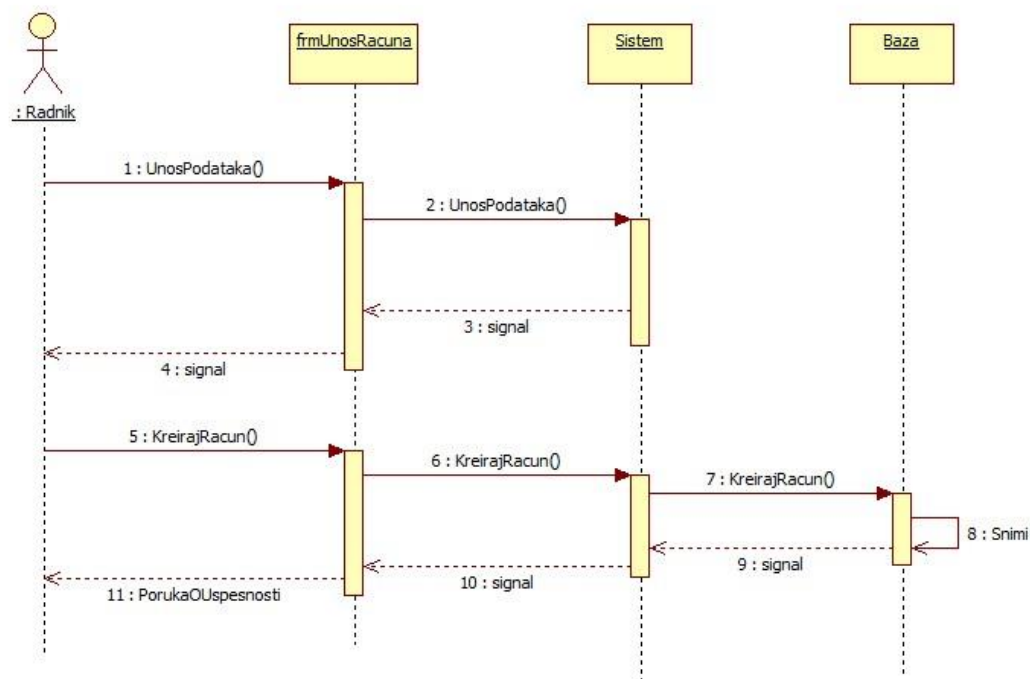 frmUnosRacuna
Sistem
Baza
: Radnik
1 : UnosPodataka()
2 : UnosPodataka()
3 : signal
4 : signal
5 : KreirajRacun()
6 : KreirajRacun()
7 : KreirajRacun()
8 : Snimi
9 : signal
10 : signal
11 : PorukaOUspesnosti